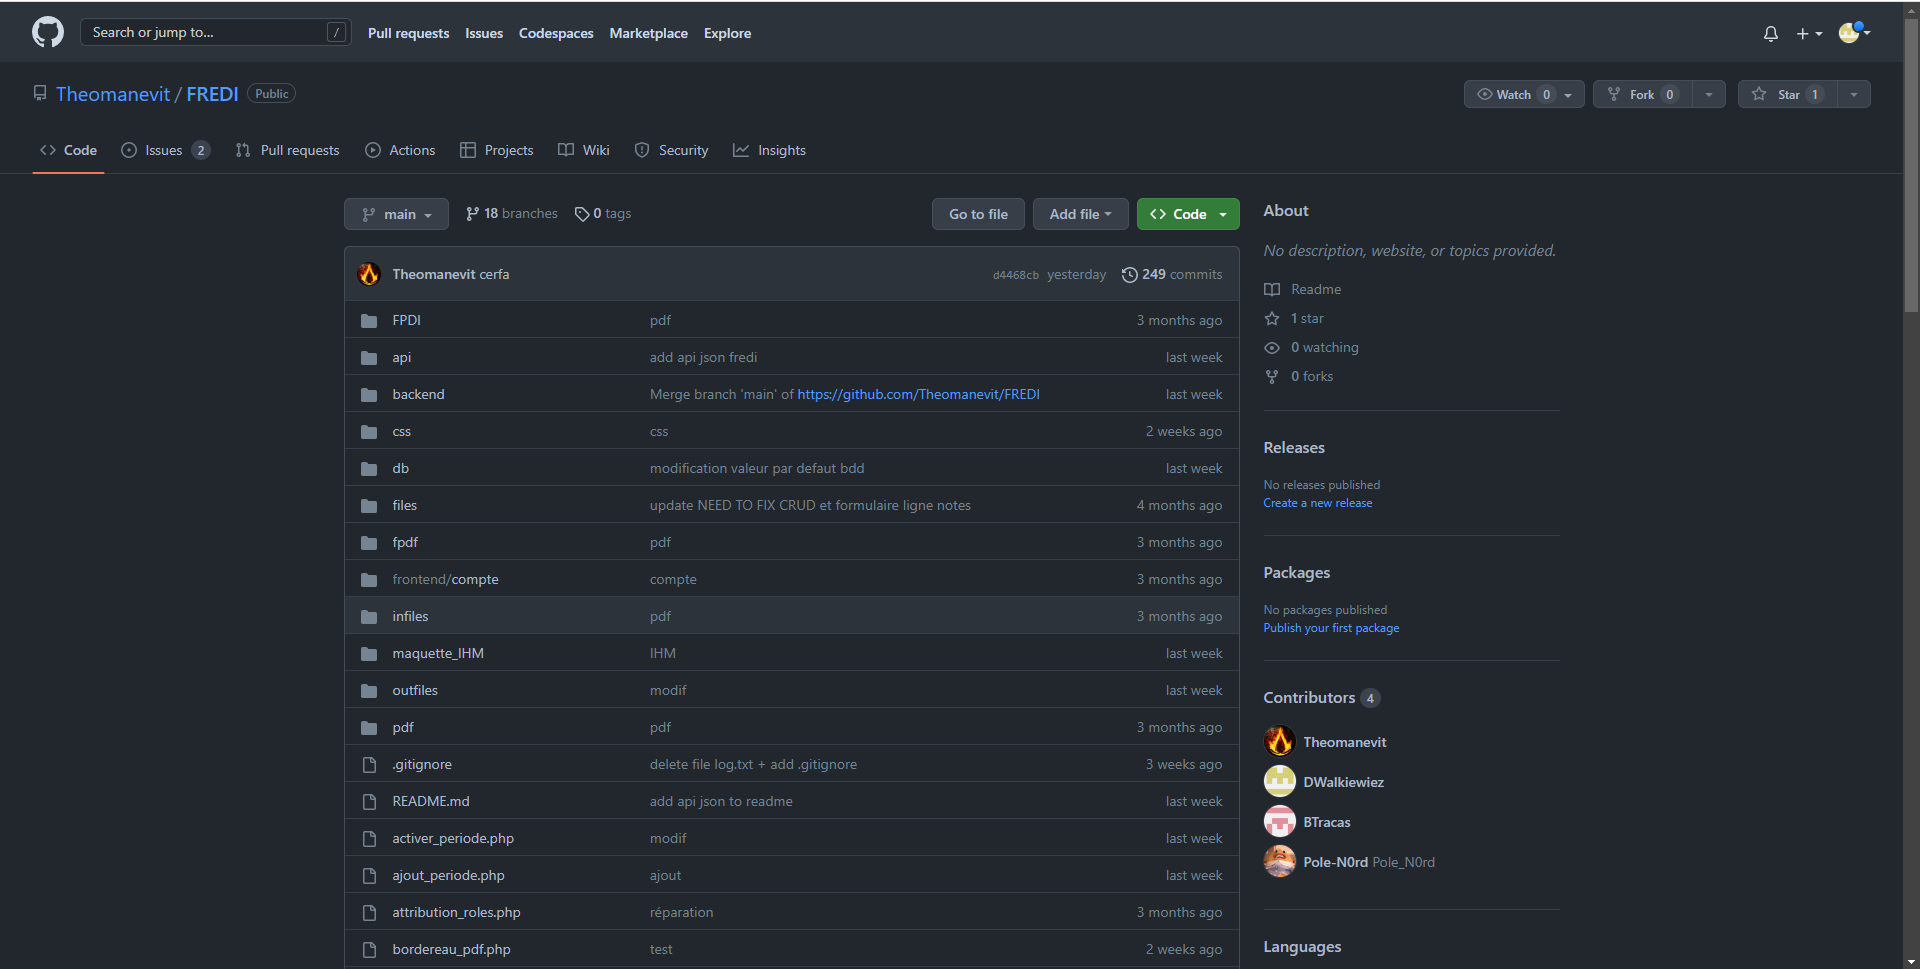 Search or jump to... /
Pull requests Issues Codespaces Marketplace Explore
Theomanevit / FREDI Public
Watch 0 Fork 0 Star 1
Code Issues 2 Pull requests Actions Projects Wiki Security Insights
main 18 branches 0 tags Go to file Add file Code
Theomanevit cerfa d4468cb yesterday 249 commits
FPDI pdf 3 months ago
api add api json fredi last week
backend Merge branch 'main' of https://github.com/Theomanevit/FREDI last week
css css 2 weeks ago
db modification valeur par defaut bdd last week
files update NEED TO FIX CRUD et formulaire ligne notes 4 months ago
fpdf pdf 3 months ago
frontend/compte compte 3 months ago
infiles pdf 3 months ago
maquette_IHM IHM last week
outfiles modif last week
pdf pdf 3 months ago
.gitignore delete file log.txt + add .gitignore 3 weeks ago
README.md add api json to readme last week
activer_periode.php modif last week
ajout_periode.php ajout last week
attribution_roles.php réparation 3 months ago
bordereau_pdf.php test 2 weeks ago
About
No description, website, or topics provided.
Readme
1 star
0 watching
0 forks
Releases
No releases published
Create a new release
Packages
No packages published
Publish your first package
Contributors 4
Theomanevit
DWalkiewiez
BTracas
Pole-N0rd Pole_N0rd
Languages